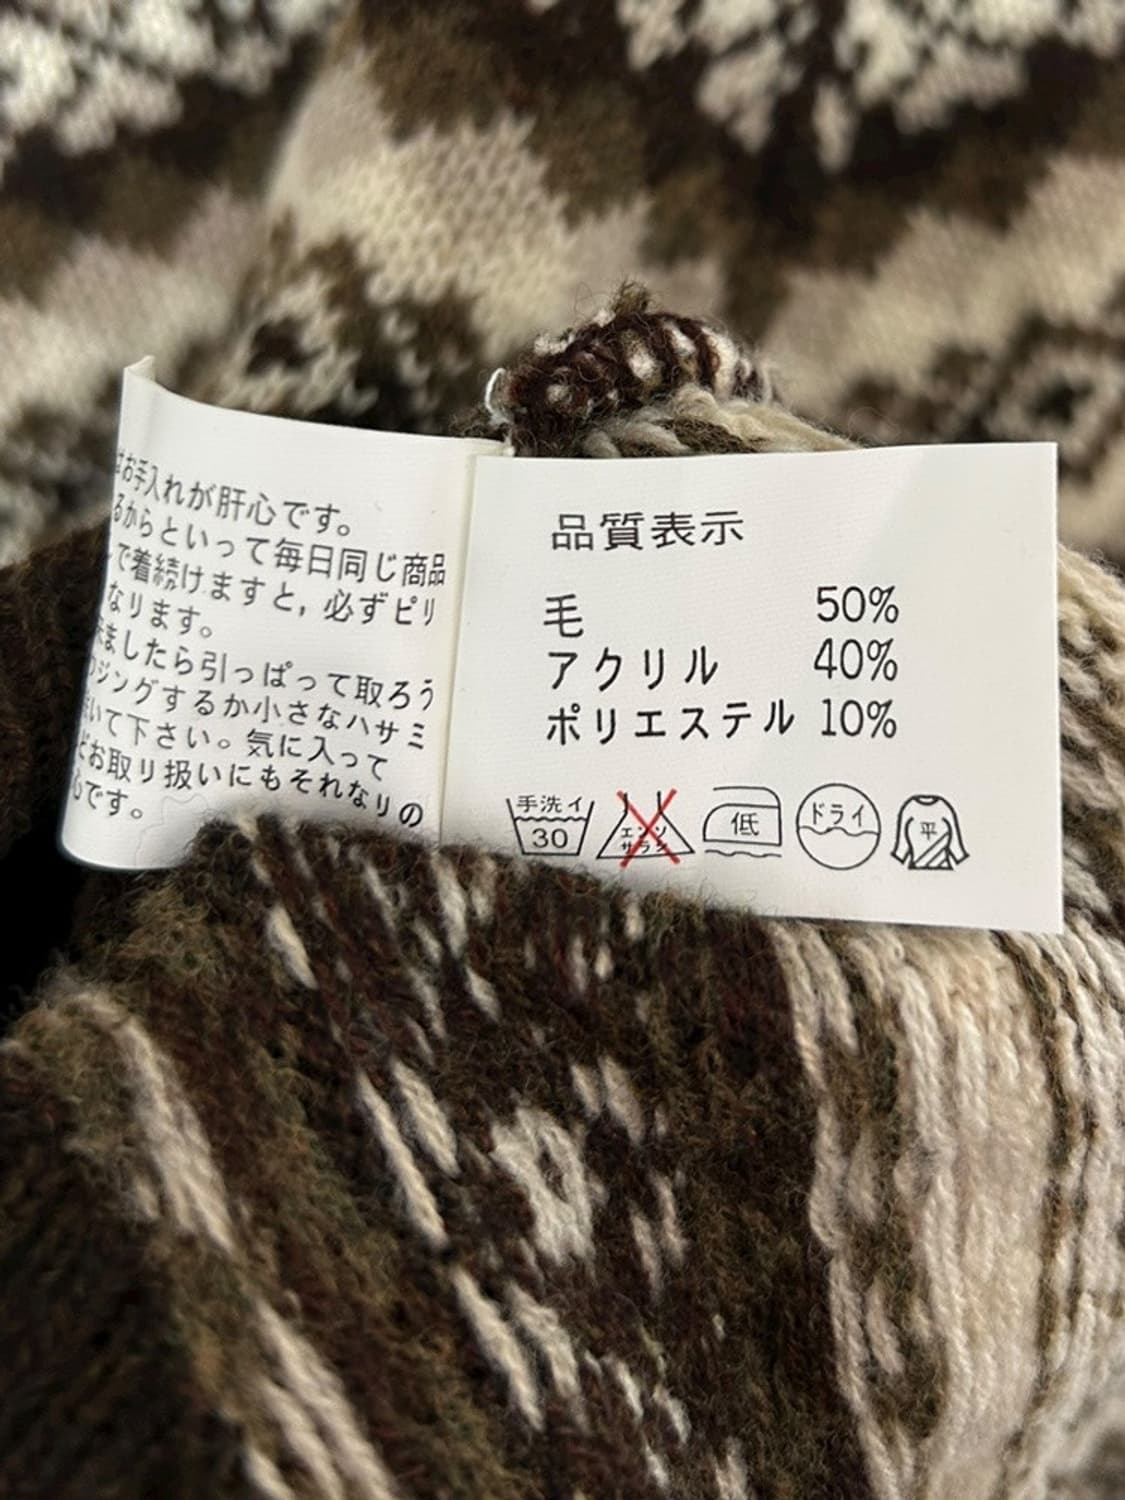 はお手入れが肝心です。
るからといって毎日同じ商品
で着続けますと，必ずピリ
なります。
ましたら引っぱって取ろう
ジングするか小さなハサミ
いて下さい。気に入って
どお取り扱いにもそれなりの
心です。
品質表示
毛 50%
アクリル 40%
ポリエステル 10%
手洗イ
30
エンソ
サラシ
低
ドライ
平